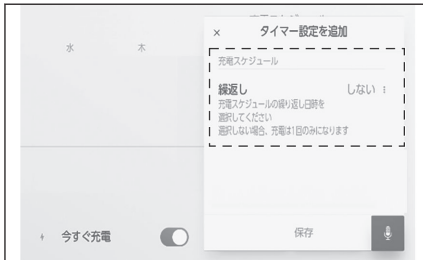 水
木
× タイマー設定を追加
充電スケジュール
繰返し
しない
充電スケジュールの繰り返し日時を
選択してください
選択しない場合、充電は1回のみになります
今すぐ充電
保存